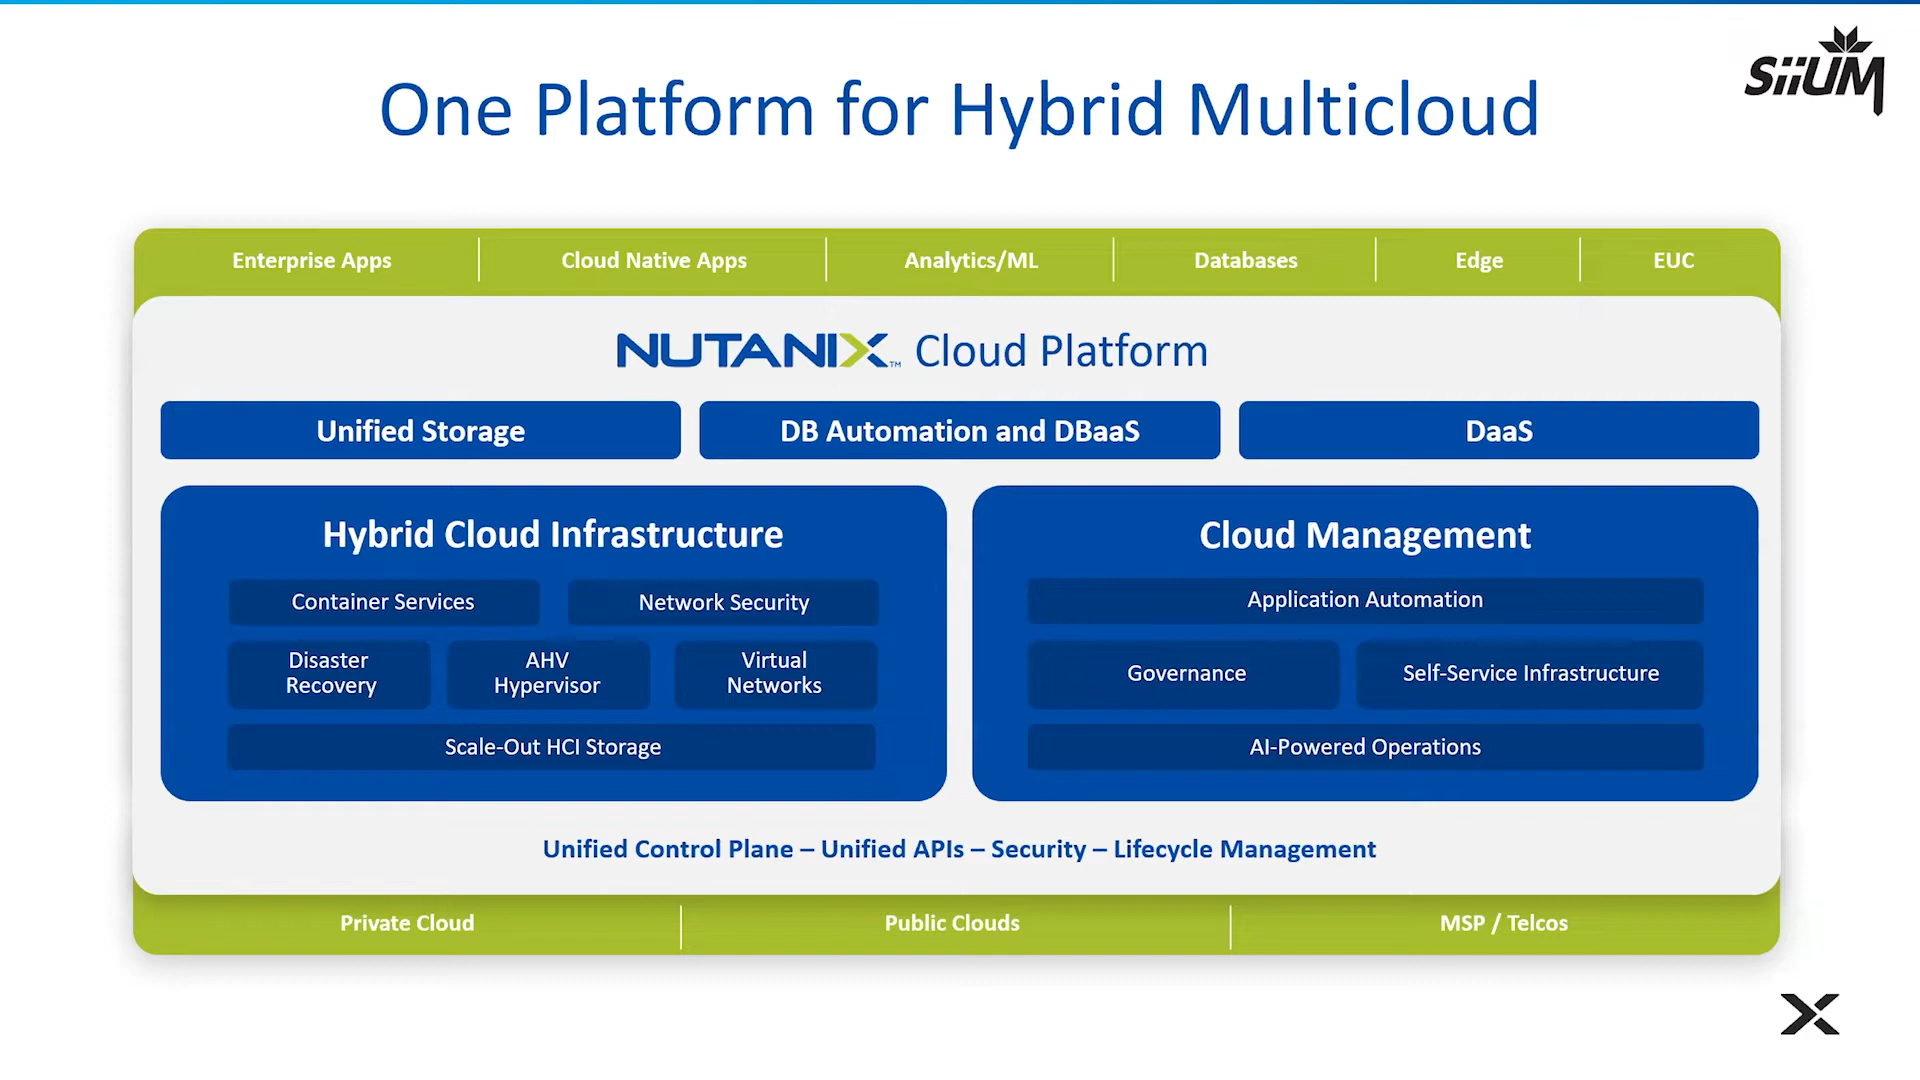 SiiUM
One Platform for Hybrid Multicloud
Enterprise Apps
Cloud Native Apps
Analytics/ML
Databases
Edge
EUC
NUTANIX™ Cloud Platform
Unified Storage
DB Automation and DBaaS
DaaS
Hybrid Cloud Infrastructure
Container Services
Network Security
Disaster
Recovery
AHV
Hypervisor
Virtual
Networks
Scale-Out HCI Storage
Cloud Management
Application Automation
Governance
Self-Service Infrastructure
AI-Powered Operations
Unified Control Plane – Unified APIs – Security – Lifecycle Management
Private Cloud
Public Clouds
MSP / Telcos